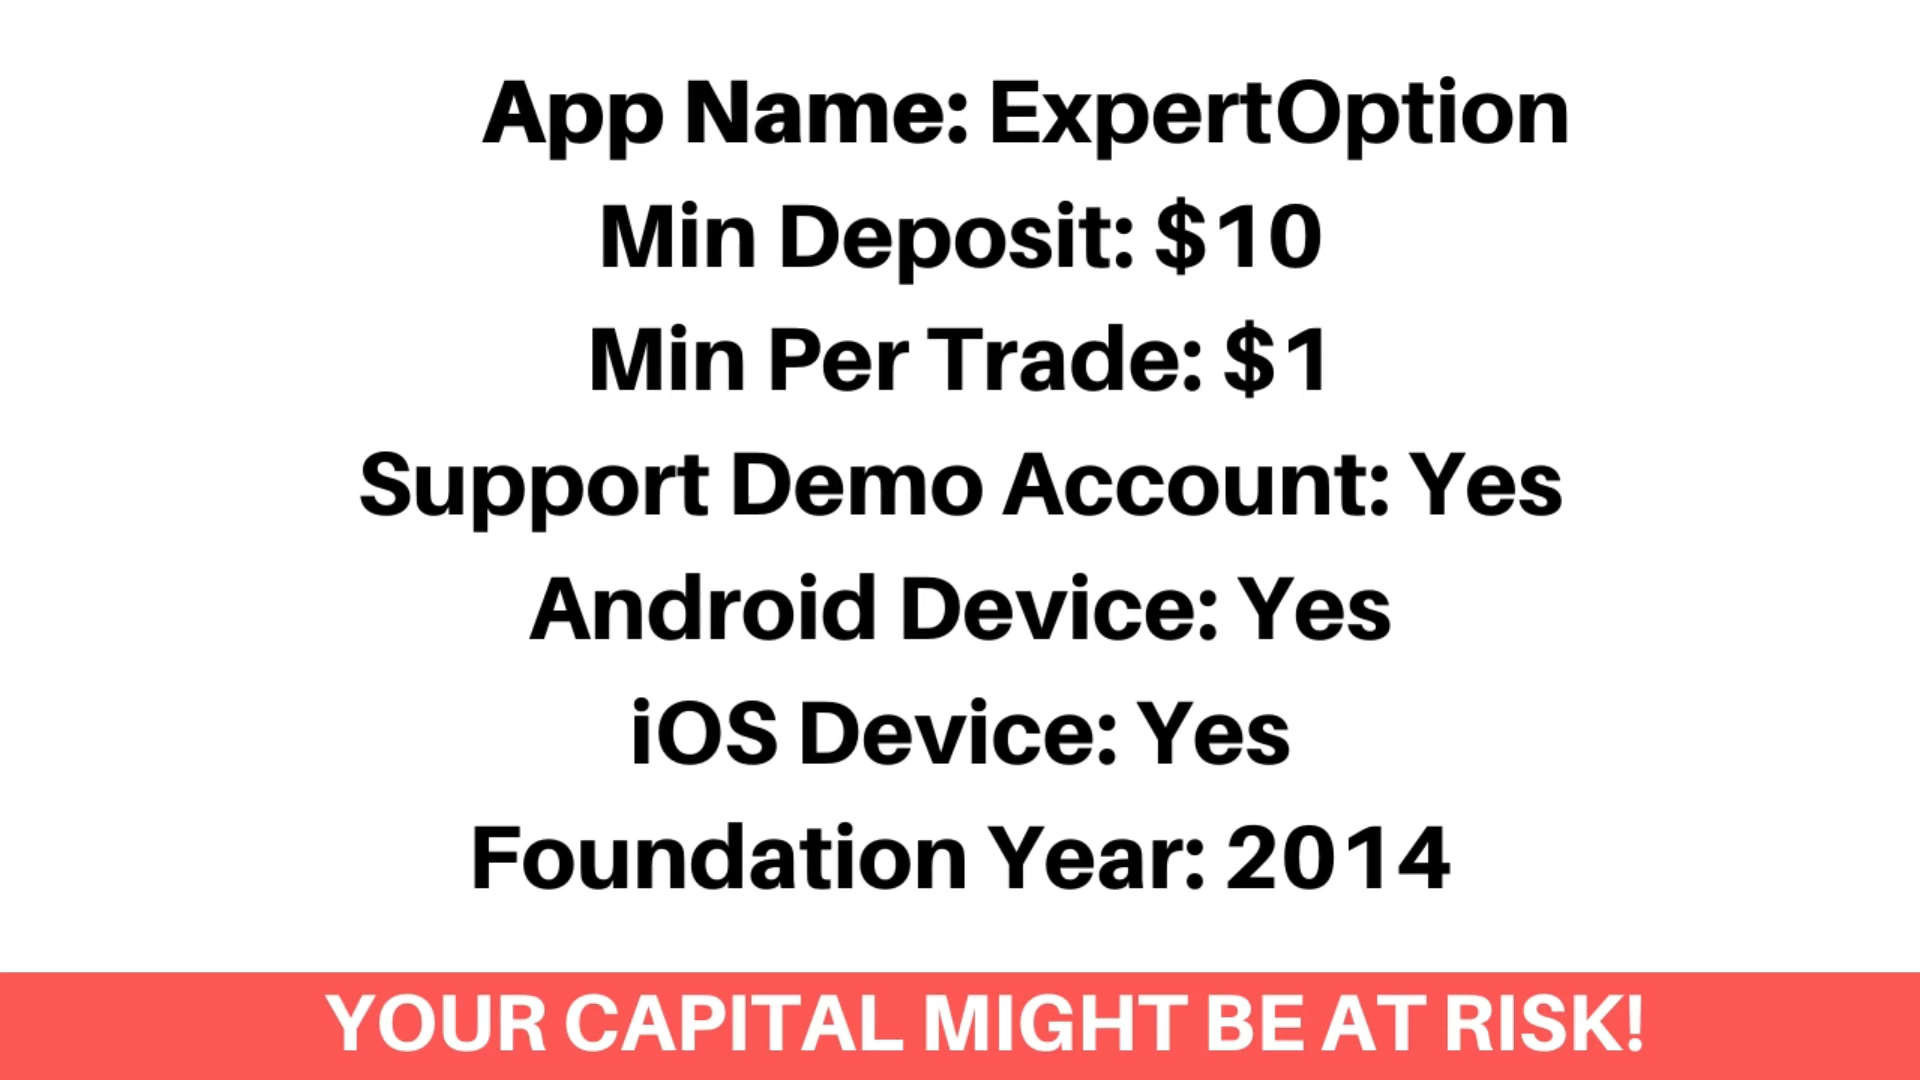 App Name: ExpertOption
Min Deposit: $10
Min Per Trade: $1
Support Demo Account: Yes
Android Device: Yes
iOS Device: Yes
Foundation Year: 2014
YOUR CAPITAL MIGHT BE AT RISK!